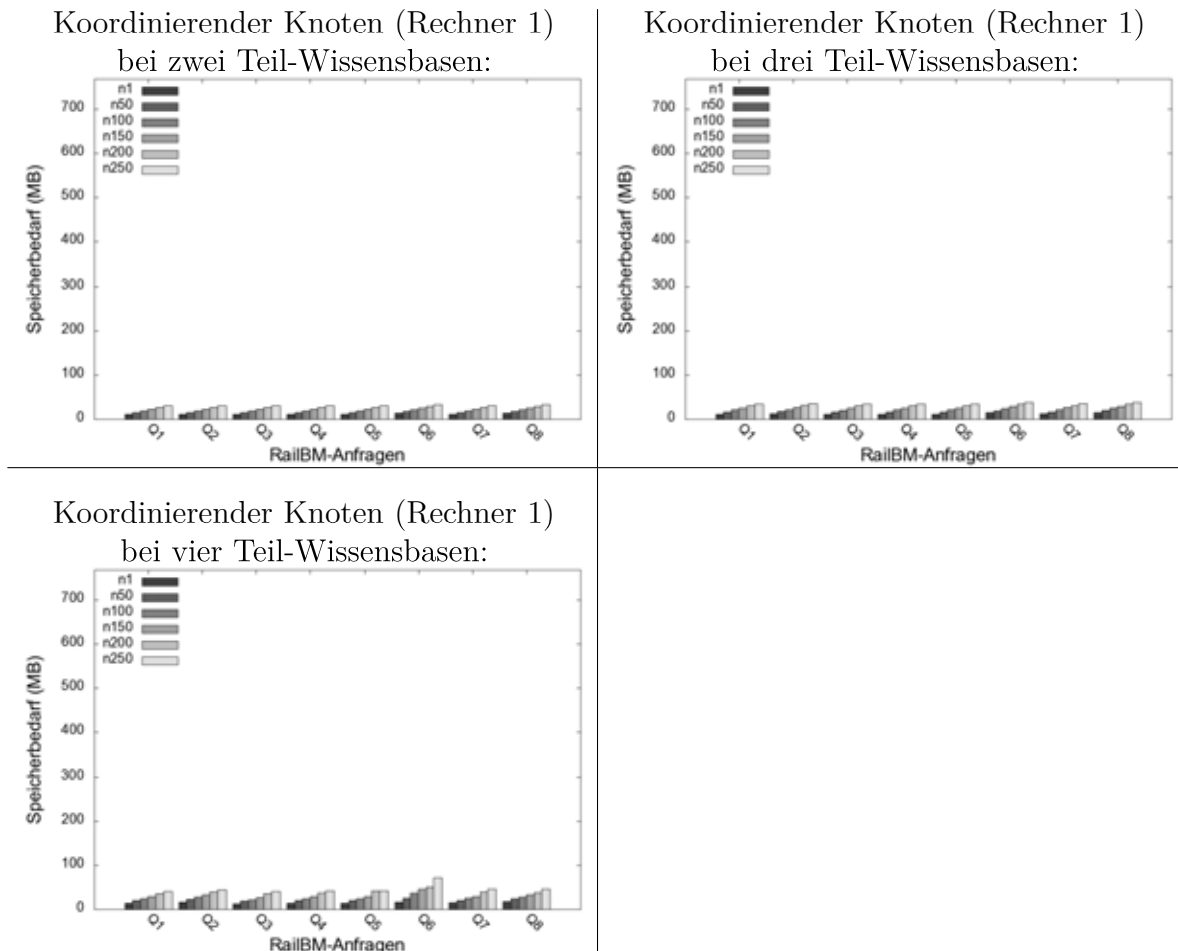 Koordinierender Knoten (Rechner 1)
bei zwei Teil-Wissensbasen:
n1
n50
n100
n150
n200
n250
700
600
500
400
300
200
100
0
Speicherbedarf (MB)
Q1 Q2 Q3 Q4 Q5 Q6 Q7 Q8
RailBM-Anfragen
Koordinierender Knoten (Rechner 1)
bei drei Teil-Wissensbasen:
n1
n50
n100
n150
n200
n250
700
600
500
400
300
200
100
0
Speicherbedarf (MB)
Q1 Q2 Q3 Q4 Q5 Q6 Q7 Q8
RailBM-Anfragen
Koordinierender Knoten (Rechner 1)
bei vier Teil-Wissensbasen:
n1
n50
n100
n150
n200
n250
700
600
500
400
300
200
100
0
Speicherbedarf (MB)
Q1 Q2 Q3 Q4 Q5 Q6 Q7 Q8
RailBM-Anfragen